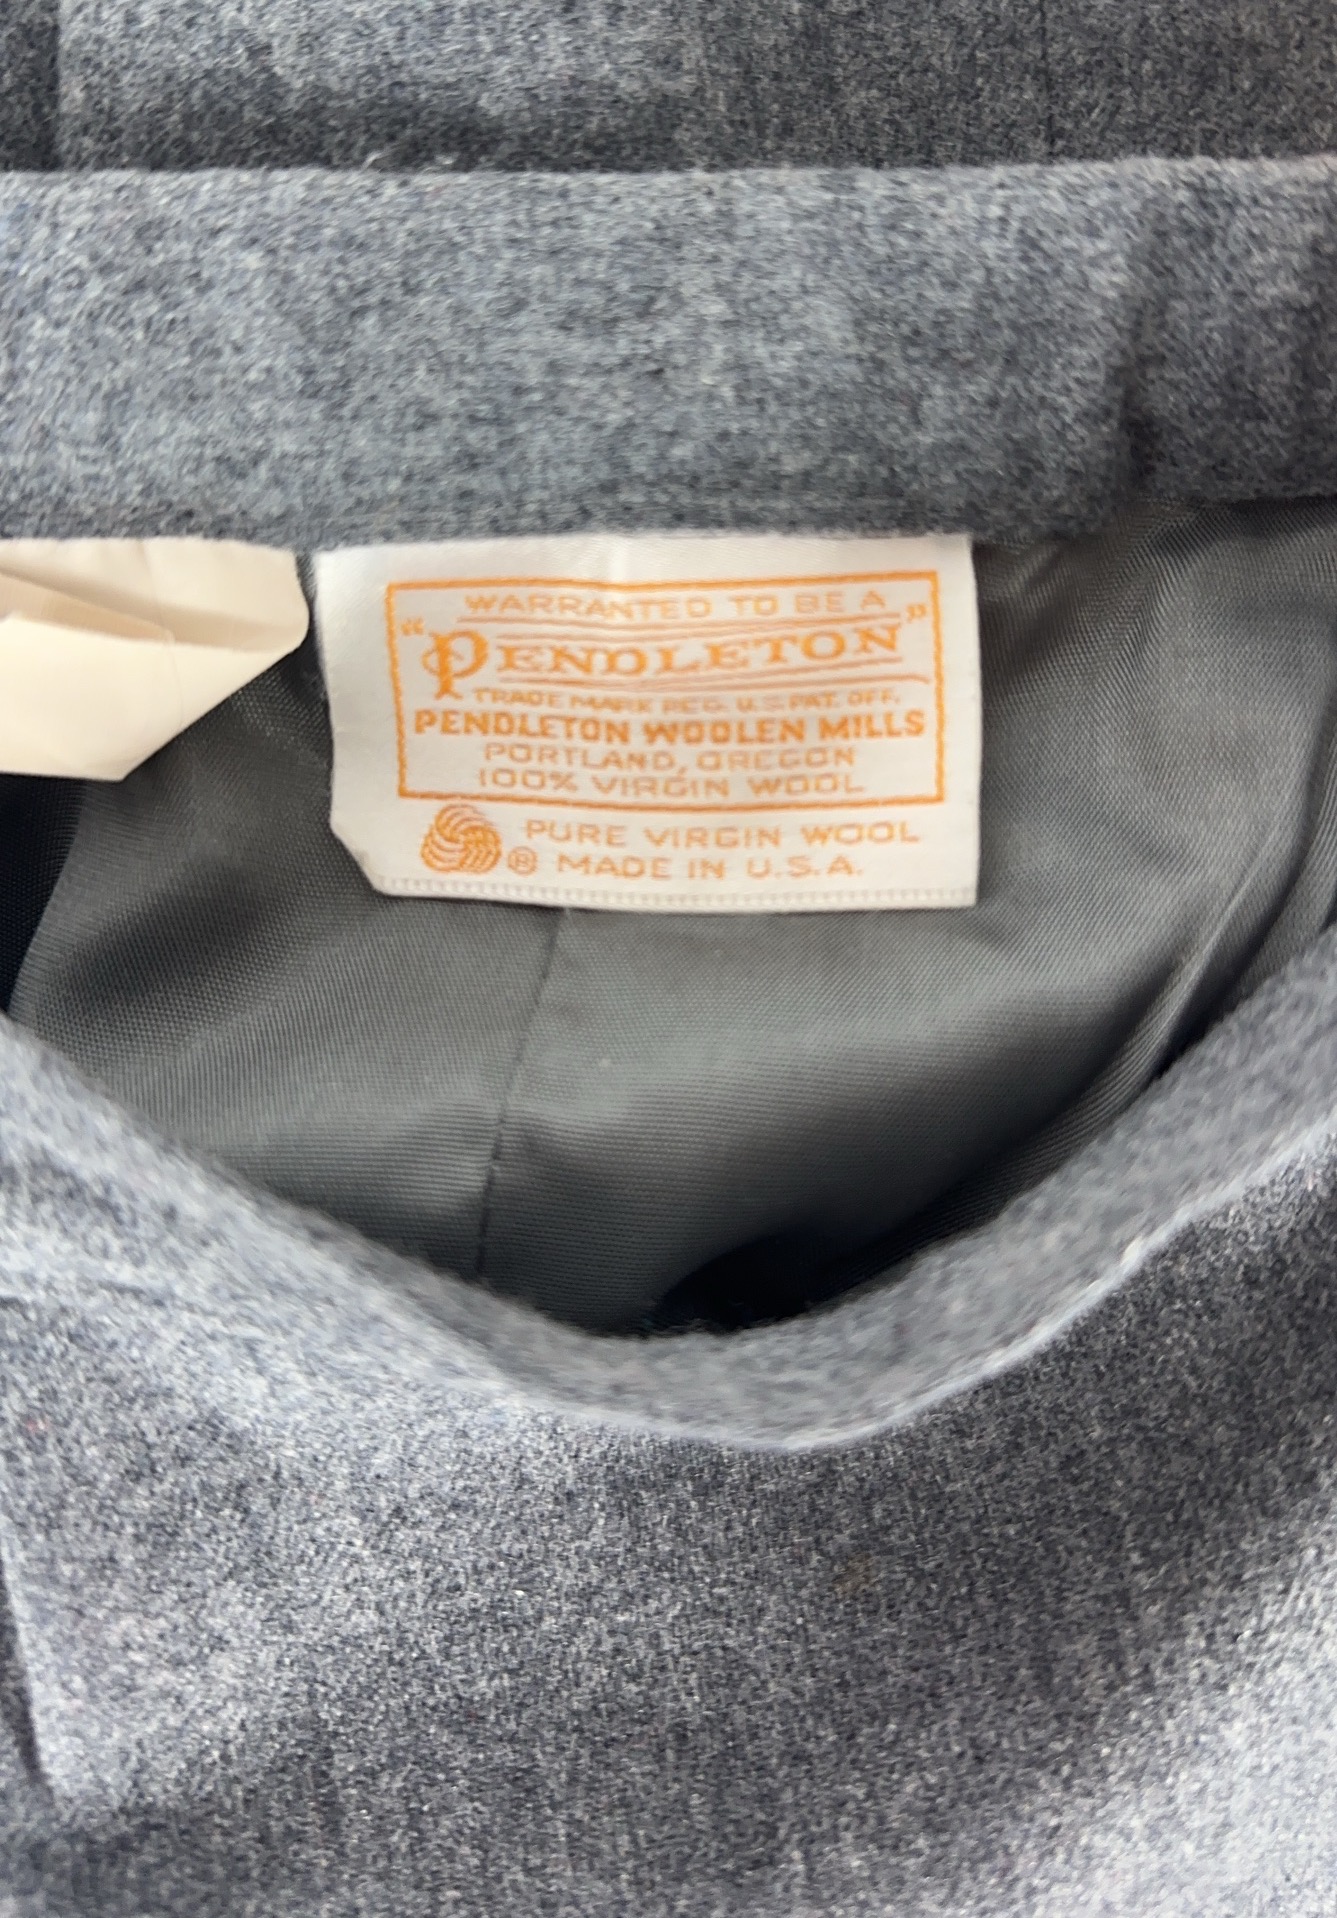 WARRANTED TO BE A
"PENDLETON"
TRADE MARK REG. U.S. PAT. OFF.
PENDLETON WOOLEN MILLS
PORTLAND, OREGON
100% VIRGIN WOOL
PURE VIRGIN WOOL
® MADE IN U.S.A.